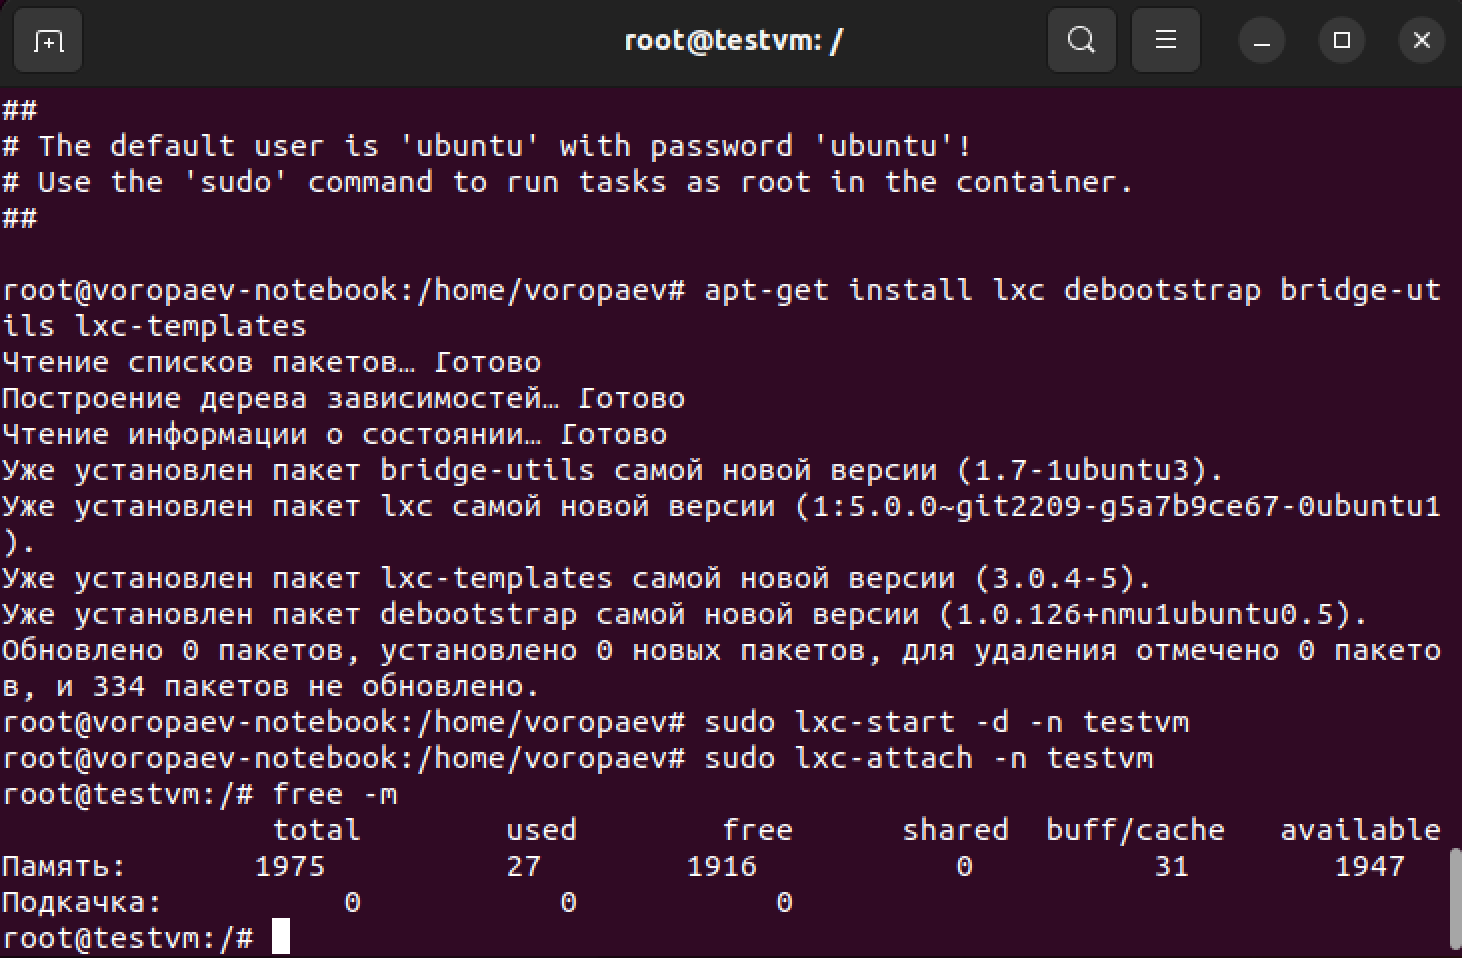 root@testvm: /
##
# The default user is 'ubuntu' with password 'ubuntu'!
# Use the 'sudo' command to run tasks as root in the container.
##
root@voropaev-notebook:/home/voropaev# apt-get install lxc debootstrap bridge-ut
ils lxc-templates
Чтение списков пакетов… Готово
Построение дерева зависимостей… Готово
Чтение информации о состоянии… Готово
Уже установлен пакет bridge-utils самой новой версии (1.7-1ubuntu3).
Уже установлен пакет lxc самой новой версии (1:5.0.0~git2209-g5a7b9ce67-0ubuntu1
).
Уже установлен пакет lxc-templates самой новой версии (3.0.4-5).
Уже установлен пакет debootstrap самой новой версии (1.0.126+nmu1ubuntu0.5).
Обновлено 0 пакетов, установлено 0 новых пакетов, для удаления отмечено 0 пакето
в, и 334 пакетов не обновлено.
root@voropaev-notebook:/home/voropaev# sudo lxc-start -d -n testvm
root@voropaev-notebook:/home/voropaev# sudo lxc-attach -n testvm
root@testvm:/# free -m
total used free shared buff/cache available
Память: 1975 27 1916 0 31 1947
Подкачка: 0 0 0
root@testvm:/#